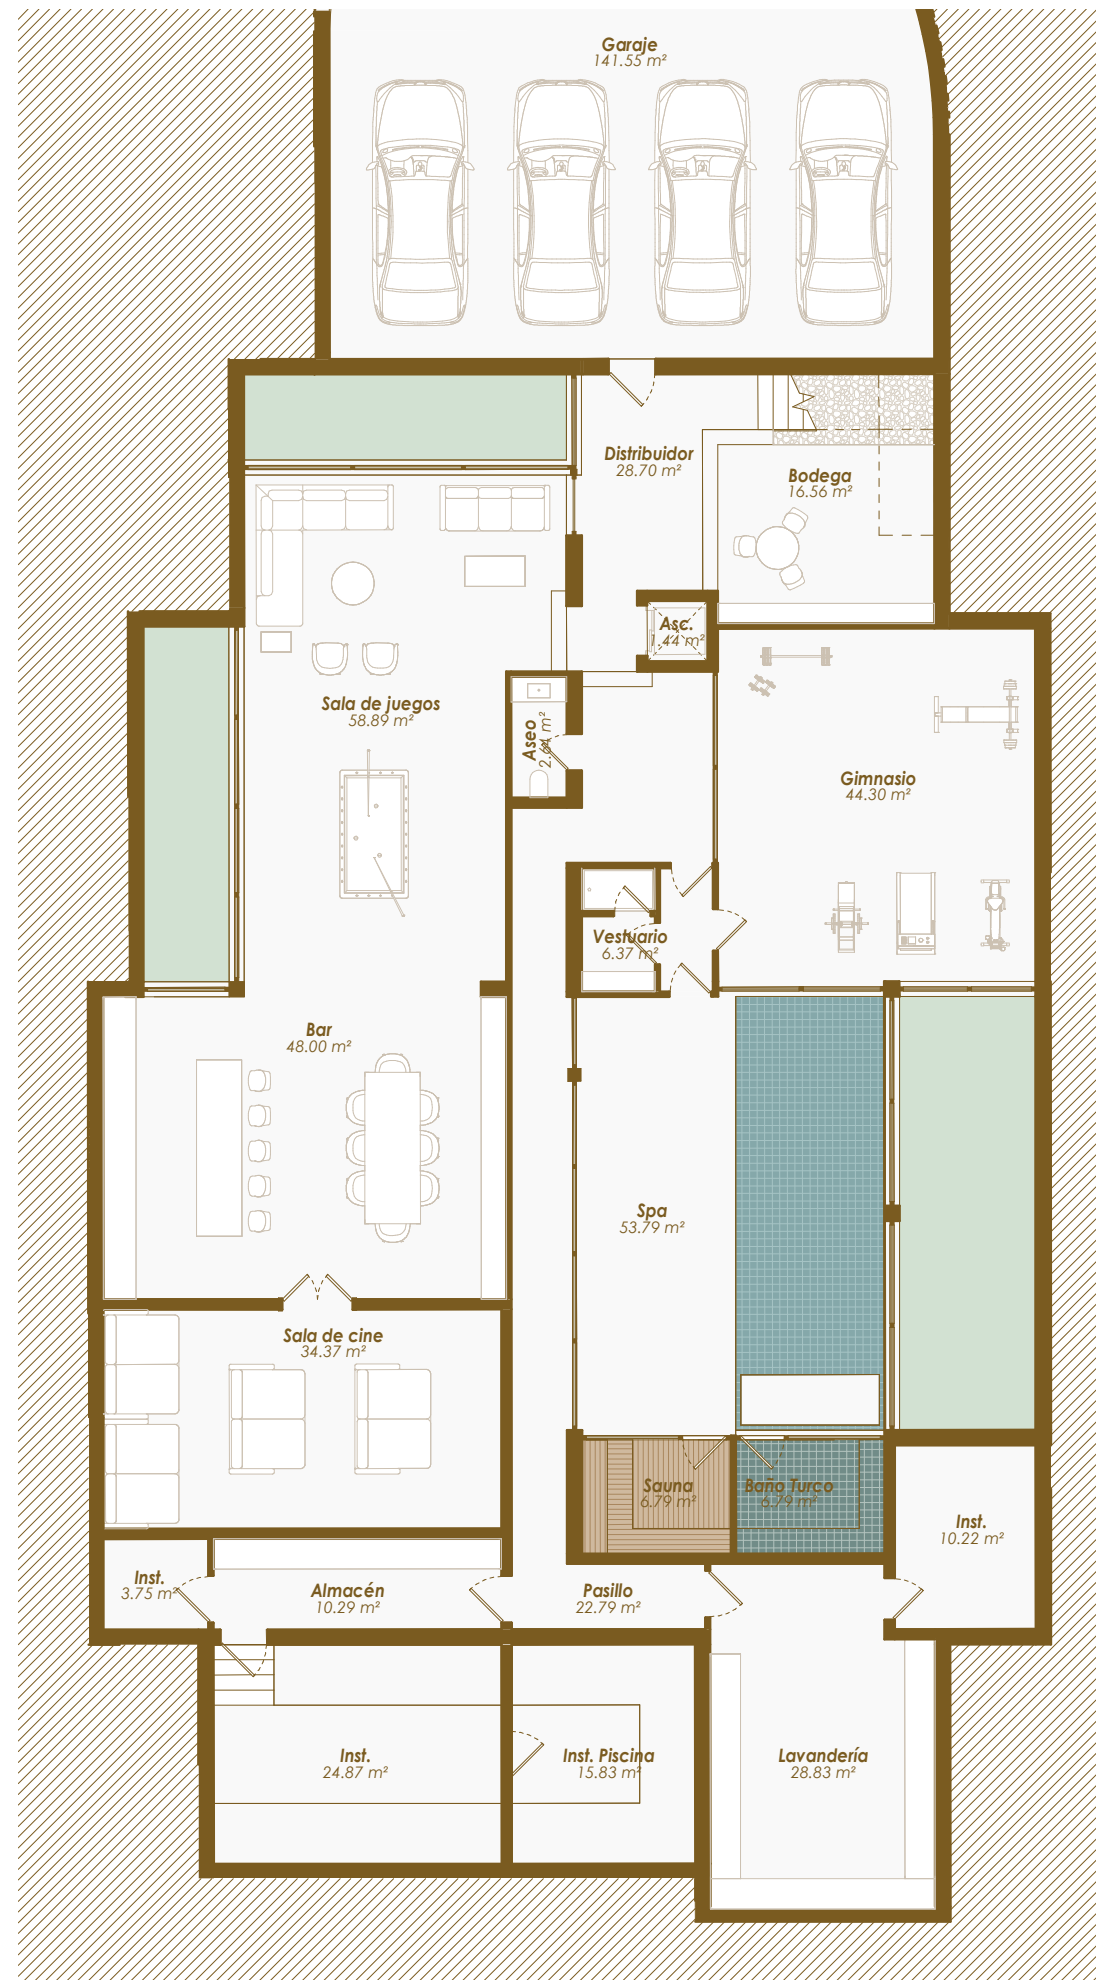 Garaje
141.55 m²
Distribuidor
28.70 m²
Bodega
16.56 m²
Asc.
1.44 m²
Sala de juegos
58.89 m²
Aseo
2.64 m²
Gimnasio
44.30 m²
Vestuario
6.37 m²
Bar
48.00 m²
Spa
53.79 m²
Sala de cine
34.37 m²
Sauna
6.79 m²
Baño Turco
6.79 m²
Inst.
10.22 m²
Inst.
3.75 m²
Almacén
10.29 m²
Pasillo
22.79 m²
Inst.
24.87 m²
Inst. Piscina
15.83 m²
Lavandería
28.83 m²